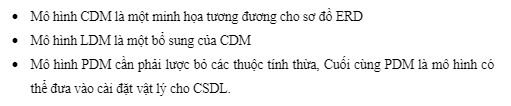 • Mô hình CDM là một minh họa tương đương cho sơ đồ ERD
• Mô hình LDM là một bổ sung của CDM
• Mô hình PDM cần phải lược bỏ các thuộc tính thừa, Cuối cùng PDM là mô hình có
thể đưa vào cài đặt vật lý cho CSDL.